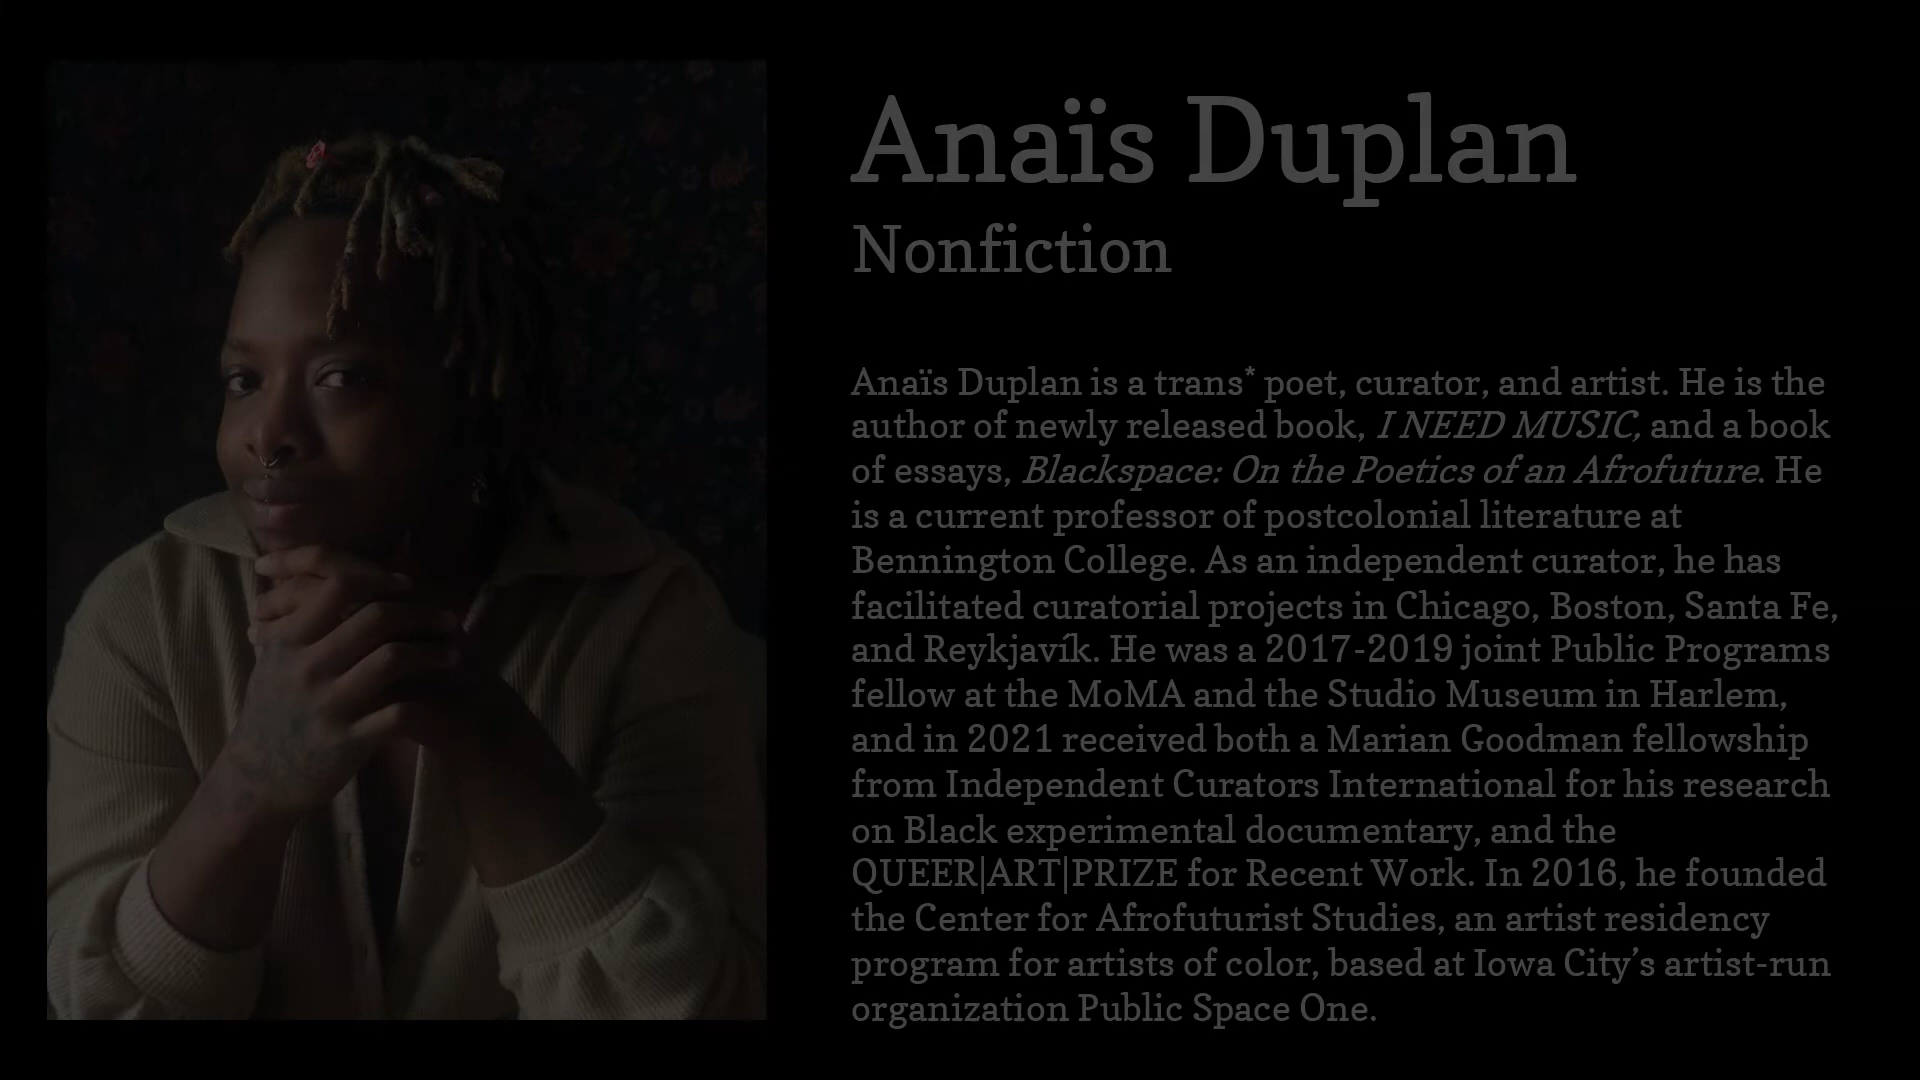 Anaïs Duplan
Nonfiction
Anaïs Duplan is a trans* poet, curator, and artist. He is the
author of newly released book, I NEED MUSIC, and a book
of essays, Blackspace: On the Poetics of an Afrofuture. He
is a current professor of postcolonial literature at
Bennington College. As an independent curator, he has
facilitated curatorial projects in Chicago, Boston, Santa Fe,
and Reykjavík. He was a 2017-2019 joint Public Programs
fellow at the MoMA and the Studio Museum in Harlem,
and in 2021 received both a Marian Goodman fellowship
from Independent Curators International for his research
on Black experimental documentary, and the
QUEER|ART|PRIZE for Recent Work. In 2016, he founded
the Center for Afrofuturist Studies, an artist residency
program for artists of color, based at Iowa City’s artist-run
organization Public Space One.